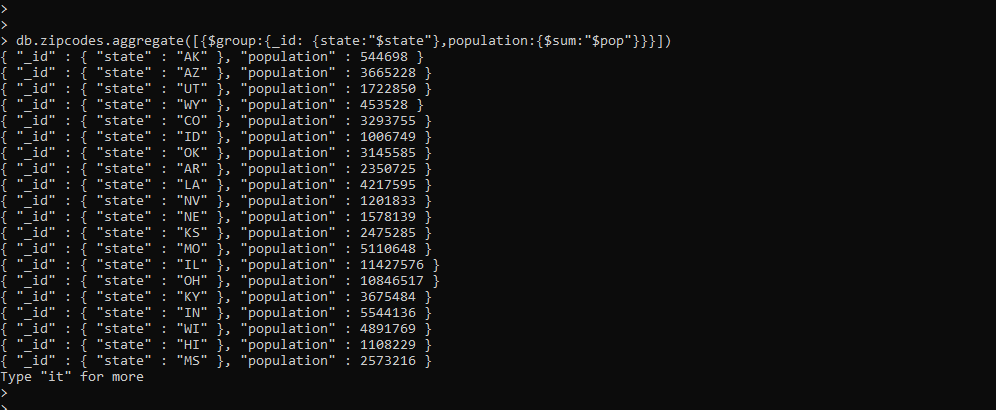 >
>
> db.zipcodes.aggregate([{$group:{_id: {state:"$state"},population:{$sum:"$pop"}}}])
{ "_id" : { "state" : "AK" }, "population" : 544698 }
{ "_id" : { "state" : "AZ" }, "population" : 3665228 }
{ "_id" : { "state" : "UT" }, "population" : 1722850 }
{ "_id" : { "state" : "WY" }, "population" : 453528 }
{ "_id" : { "state" : "CO" }, "population" : 3293755 }
{ "_id" : { "state" : "ID" }, "population" : 1006749 }
{ "_id" : { "state" : "OK" }, "population" : 3145585 }
{ "_id" : { "state" : "AR" }, "population" : 2350725 }
{ "_id" : { "state" : "LA" }, "population" : 4217595 }
{ "_id" : { "state" : "NV" }, "population" : 1201833 }
{ "_id" : { "state" : "NE" }, "population" : 1578139 }
{ "_id" : { "state" : "KS" }, "population" : 2475285 }
{ "_id" : { "state" : "MO" }, "population" : 5110648 }
{ "_id" : { "state" : "IL" }, "population" : 11427576 }
{ "_id" : { "state" : "OH" }, "population" : 10846517 }
{ "_id" : { "state" : "KY" }, "population" : 3675484 }
{ "_id" : { "state" : "IN" }, "population" : 5544136 }
{ "_id" : { "state" : "WI" }, "population" : 4891769 }
{ "_id" : { "state" : "HI" }, "population" : 1108229 }
{ "_id" : { "state" : "MS" }, "population" : 2573216 }
Type "it" for more
>
>